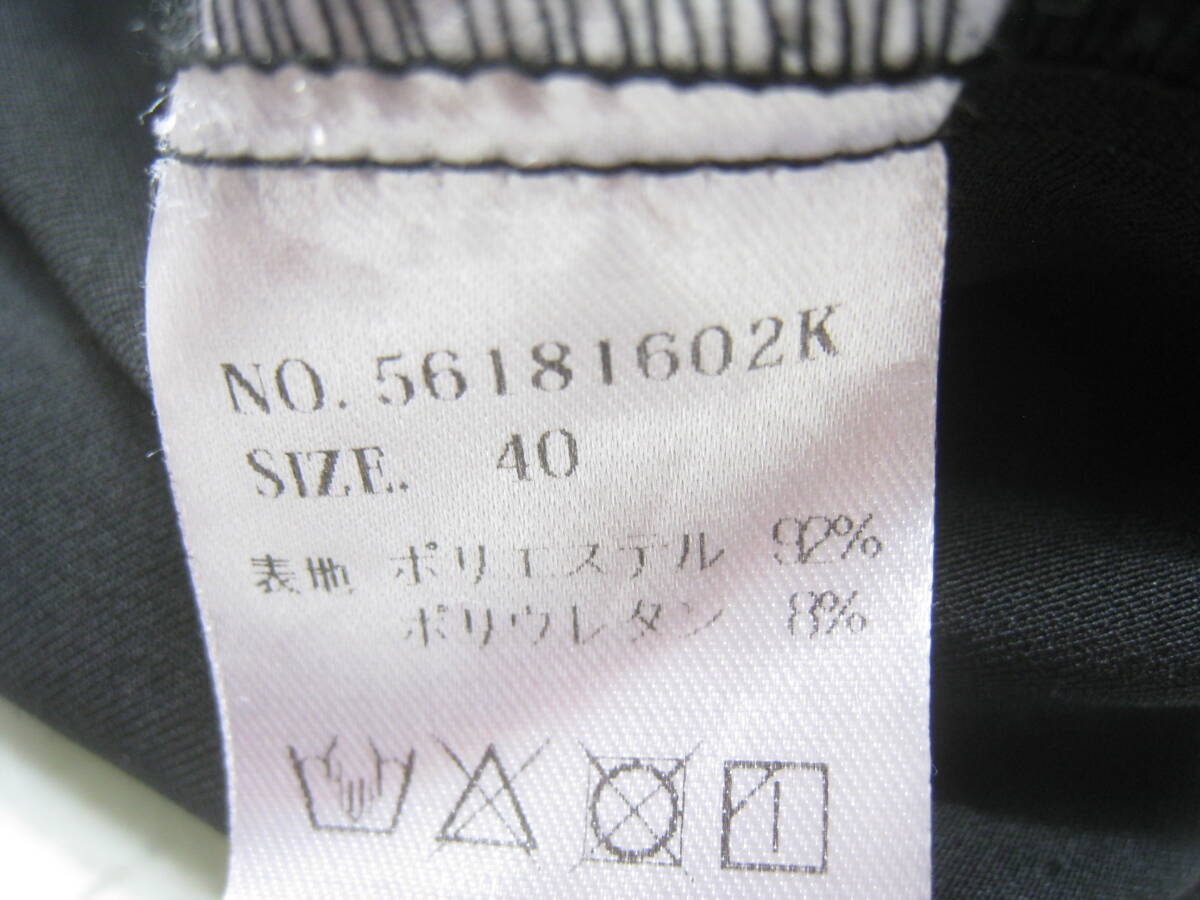 NO. 56181602K
SIZE. 40
表地 ポリエステル 92%
ポリウレタン 8%